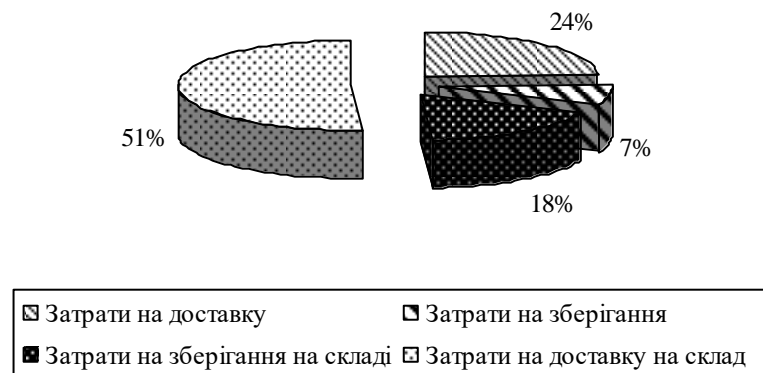 24%
51%
7%
18%
Затрати на доставку
Затрати на зберігання
Затрати на зберігання на складі
Затрати на доставку на склад